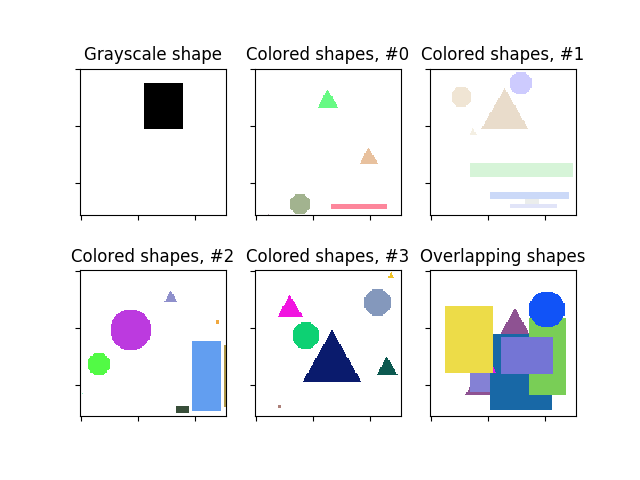 Grayscale shape
Colored shapes, #0
Colored shapes, #1
Colored shapes, #2
Colored shapes, #3
Overlapping shapes